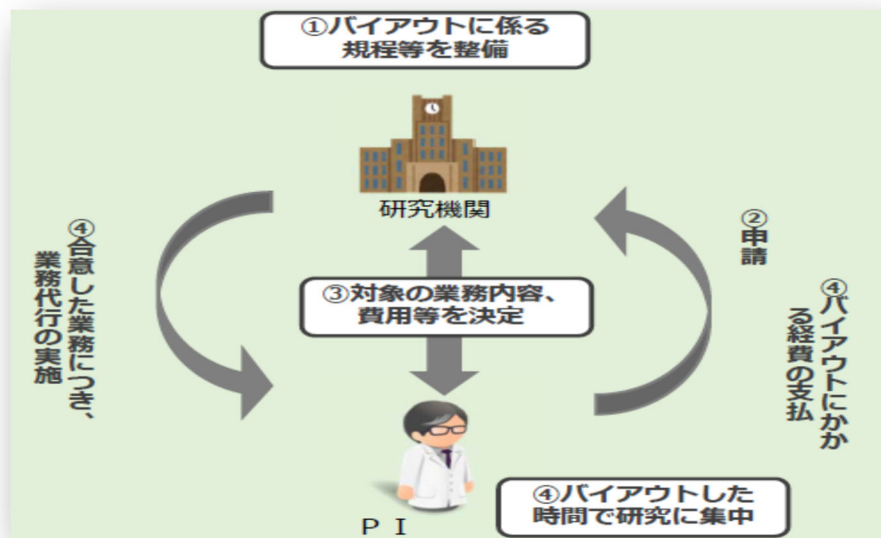 ①バイアウトに係る
規程等を整備
研究機関
④合意した業務につき、
業務代行の実施
③対象の業務内容、
費用等を決定
②申請
④バイアウトにかか
る経費の支払
④バイアウトした
時間で研究に集中
ＰＩ